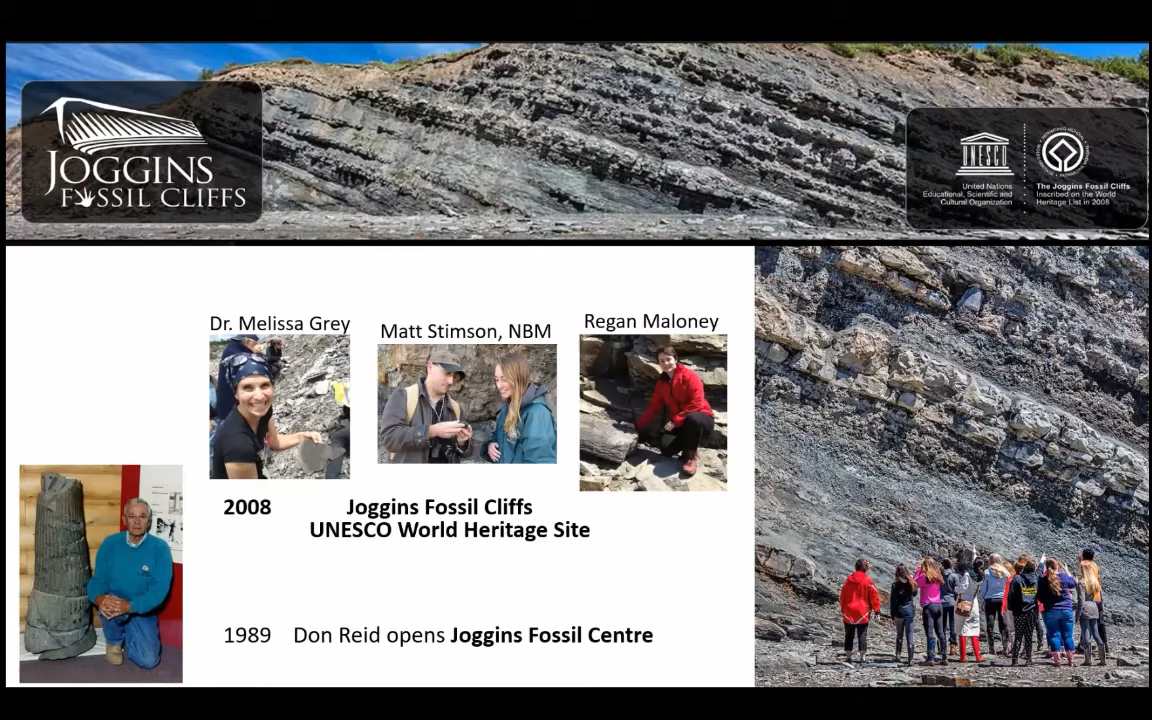 JOGGINS
FOSSIL CLIFFS
UNESCO
United Nations
Educational, Scientific and
Cultural Organization
The Joggins Fossil Cliffs
Inscribed on the World
Heritage List in 2008
Dr. Melissa Grey
Matt Stimson, NBM
Regan Maloney
2008 Joggins Fossil Cliffs
UNESCO World Heritage Site
1989 Don Reid opens Joggins Fossil Centre